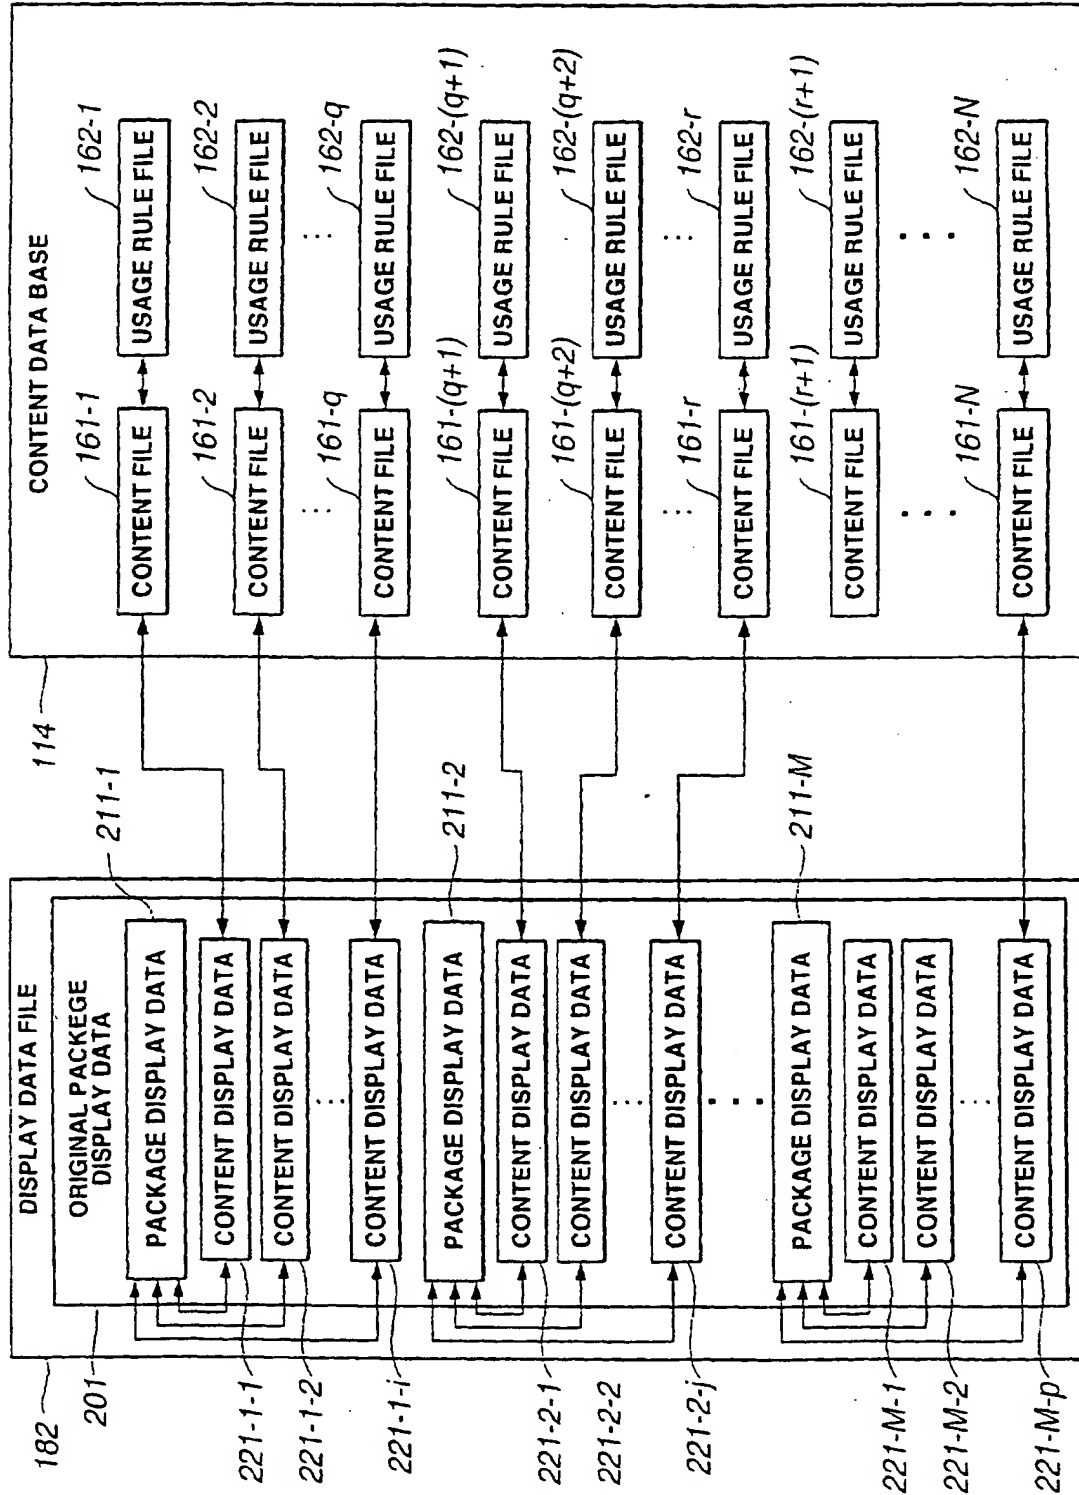 DISPLAY DATA FILE
182
ORIGINAL PACKEGE
DISPLAY DATA
201
PACKAGE DISPLAY DATA
211-1
CONTENT DISPLAY DATA
221-1-1
CONTENT DISPLAY DATA
221-1-2
CONTENT DISPLAY DATA
221-1-i
PACKAGE DISPLAY DATA
211-2
CONTENT DISPLAY DATA
221-2-1
CONTENT DISPLAY DATA
221-2-2
CONTENT DISPLAY DATA
221-2-j
PACKAGE DISPLAY DATA
211-M
CONTENT DISPLAY DATA
221-M-1
CONTENT DISPLAY DATA
221-M-2
CONTENT DISPLAY DATA
221-M-p
114
CONTENT DATA BASE
161-1
CONTENT FILE
162-1
USAGE RULE FILE
161-2
CONTENT FILE
162-2
USAGE RULE FILE
161-q
CONTENT FILE
162-q
USAGE RULE FILE
161-(q+1)
CONTENT FILE
162-(q+1)
USAGE RULE FILE
161-(q+2)
CONTENT FILE
162-(q+2)
USAGE RULE FILE
161-r
CONTENT FILE
162-r
USAGE RULE FILE
161-(r+1)
CONTENT FILE
162-(r+1)
USAGE RULE FILE
161-N
CONTENT FILE
162-N
USAGE RULE FILE